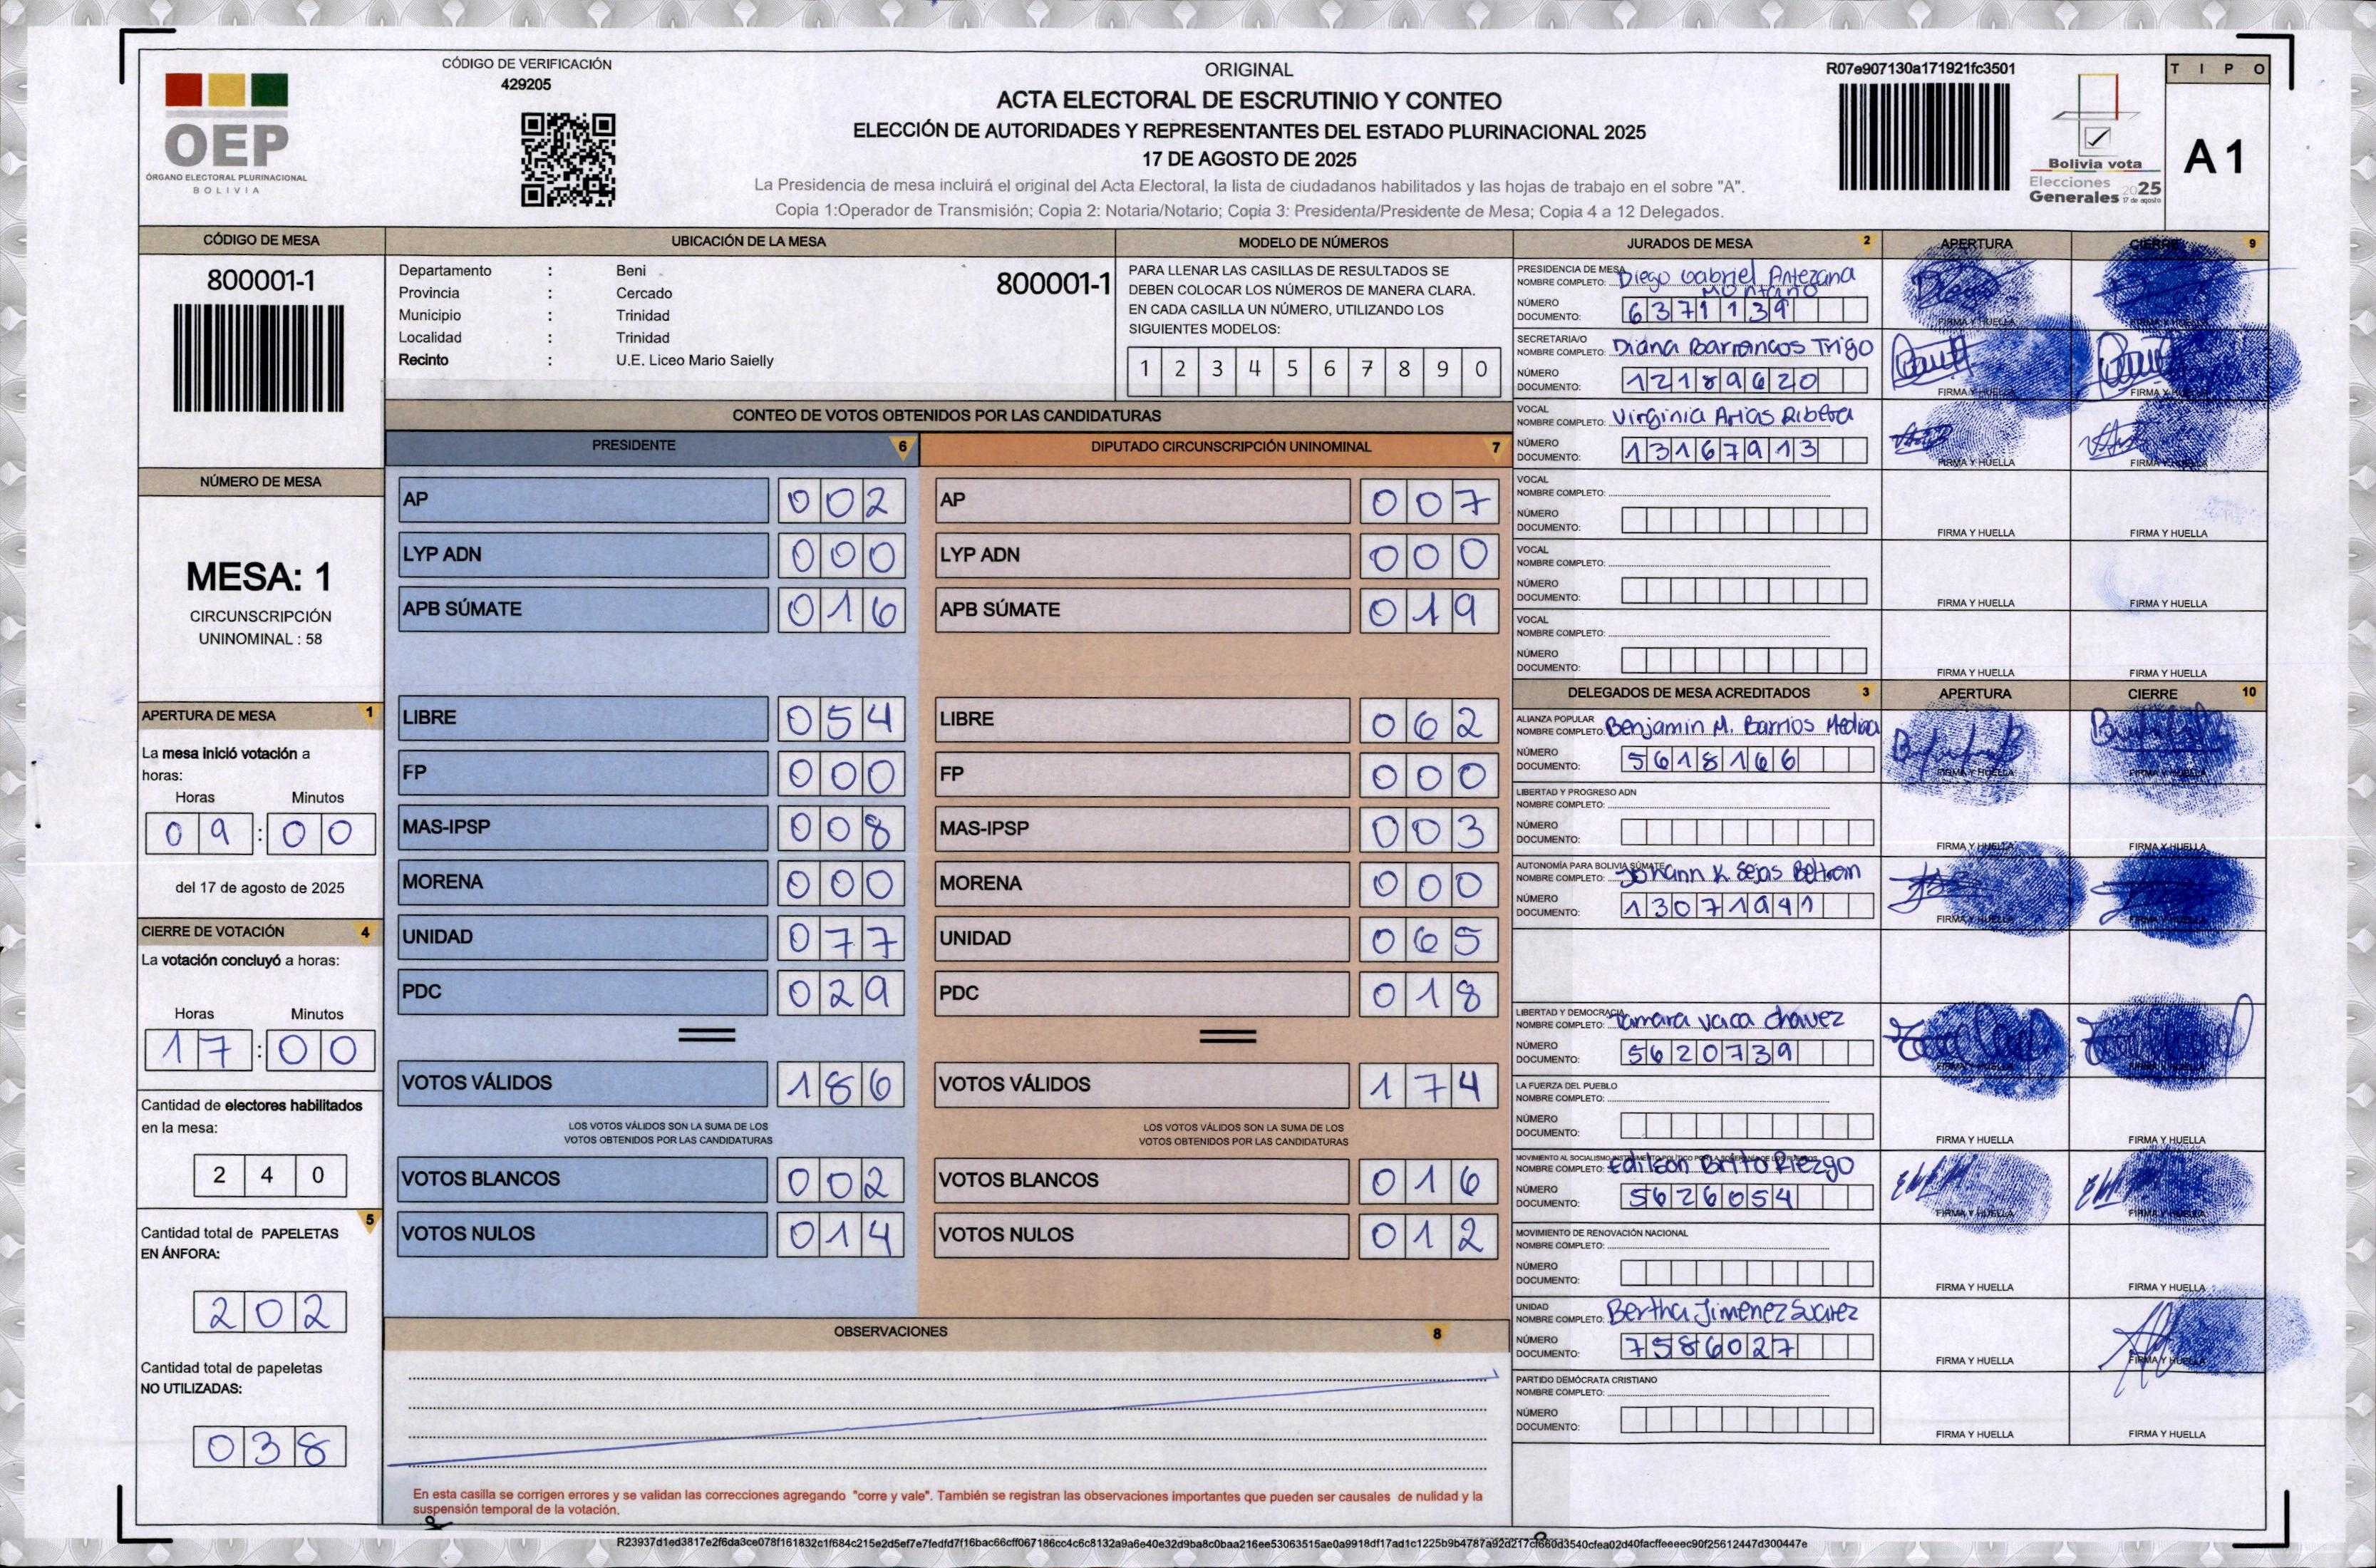 CÓDIGO DE VERIFICACIÓN
429205
OEP
ÓRGANO ELECTORAL PLURINACIONAL
BOLIVIA
ORIGINAL
ACTA ELECTORAL DE ESCRUTINIO Y CONTEO
ELECCIÓN DE AUTORIDADES Y REPRESENTANTES DEL ESTADO PLURINACIONAL 2025
17 DE AGOSTO DE 2025
La Presidencia de mesa incluirá el original del Acta Electoral, la lista de ciudadanos habilitados y las hojas de trabajo en el sobre "A".
Copia 1:Operador de Transmisión; Copia 2: Notaria/Notario; Copia 3: Presidenta/Presidente de Mesa; Copia 4 a 12 Delegados.
R07e907130a171921fc3501
Bolivia vota
Elecciones
Generales 2025
17 de agosto
TIPO
A 1
CÓDIGO DE MESA
800001-1
NÚMERO DE MESA
MESA: 1
CIRCUNSCRIPCIÓN
UNINOMINAL : 58
APERTURA DE MESA 1
La mesa inició votación a
horas:
Horas Minutos
09:00
del 17 de agosto de 2025
CIERRE DE VOTACIÓN 4
La votación concluyó a horas:
Horas Minutos
17:00
Cantidad de electores habilitados
en la mesa:
240
Cantidad total de PAPELETAS 5
EN ÁNFORA:
202
Cantidad total de papeletas
NO UTILIZADAS:
038
UBICACIÓN DE LA MESA
Departamento : Beni 800001-1
Provincia : Cercado
Municipio : Trinidad
Localidad : Trinidad
Recinto : U.E. Liceo Mario Saielly
MODELO DE NÚMEROS
PARA LLENAR LAS CASILLAS DE RESULTADOS SE
DEBEN COLOCAR LOS NÚMEROS DE MANERA CLARA.
EN CADA CASILLA UN NÚMERO, UTILIZANDO LOS
SIGUIENTES MODELOS:
1 2 3 4 5 6 7 8 9 0
CONTEO DE VOTOS OBTENIDOS POR LAS CANDIDATURAS
PRESIDENTE 6
AP 002
LYP ADN 000
APB SÚMATE 016
LIBRE 054
FP 000
MAS-IPSP 008
MORENA 000
UNIDAD 077
PDC 029
VOTOS VÁLIDOS 186
LOS VOTOS VÁLIDOS SON LA SUMA DE LOS
VOTOS OBTENIDOS POR LAS CANDIDATURAS
VOTOS BLANCOS 002
VOTOS NULOS 014
DIPUTADO CIRCUNSCRIPCIÓN UNINOMINAL 7
AP 007
LYP ADN 000
APB SÚMATE 019
LIBRE 062
FP 000
MAS-IPSP 003
MORENA 000
UNIDAD 065
PDC 018
VOTOS VÁLIDOS 174
LOS VOTOS VÁLIDOS SON LA SUMA DE LOS
VOTOS OBTENIDOS POR LAS CANDIDATURAS
VOTOS BLANCOS 016
VOTOS NULOS 012
OBSERVACIONES 8
En esta casilla se corrigen errores y se validan las correcciones agregando "corre y vale". También se registran las observaciones importantes que pueden ser causales de nulidad y la
suspensión temporal de la votación.
JURADOS DE MESA 2 APERTURA CIERRE 9
PRESIDENCIA DE MESA
NOMBRE COMPLETO: Diego Gabriel Antezana Montaño
NÚMERO
DOCUMENTO: 6371139
FIRMA Y HUELLA
SECRETARIA/O
NOMBRE COMPLETO: Diana Barrancos Trigo
NÚMERO
DOCUMENTO: 12189620
FIRMA Y HUELLA FIRMA Y HUELLA
VOCAL
NOMBRE COMPLETO: Virginia Arias Ribera
NÚMERO
DOCUMENTO: 13167913
FIRMA Y HUELLA FIRMA Y HUELLA
VOCAL
NOMBRE COMPLETO:
NÚMERO
DOCUMENTO:
FIRMA Y HUELLA FIRMA Y HUELLA
VOCAL
NOMBRE COMPLETO:
NÚMERO
DOCUMENTO:
FIRMA Y HUELLA FIRMA Y HUELLA
VOCAL
NOMBRE COMPLETO:
NÚMERO
DOCUMENTO:
FIRMA Y HUELLA FIRMA Y HUELLA
DELEGADOS DE MESA ACREDITADOS 3 APERTURA CIERRE 10
ALIANZA POPULAR
NOMBRE COMPLETO: Benjamin M. Barrios Medina
NÚMERO
DOCUMENTO: 5618166
FIRMA Y HUELLA FIRMA Y HUELLA
LIBERTAD Y PROGRESO ADN
NOMBRE COMPLETO:
NÚMERO
DOCUMENTO:
FIRMA Y HUELLA FIRMA Y HUELLA
AUTONOMÍA PARA BOLIVIA SÚMATE
NOMBRE COMPLETO: Johann K. Sejas Beltram
NÚMERO
DOCUMENTO: 13071941
FIRMA Y HUELLA FIRMA Y HUELLA
LIBERTAD Y DEMOCRACIA
NOMBRE COMPLETO: Tamara Vaca Chavez
NÚMERO
DOCUMENTO: 5620739
FIRMA Y HUELLA FIRMA Y HUELLA
LA FUERZA DEL PUEBLO
NOMBRE COMPLETO:
NÚMERO
DOCUMENTO:
FIRMA Y HUELLA FIRMA Y HUELLA
MOVIMIENTO AL SOCIALISMO
NOMBRE COMPLETO: Edilson Brito Riezgo
NÚMERO
DOCUMENTO: 5626054
FIRMA Y HUELLA FIRMA Y HUELLA
MOVIMIENTO DE RENOVACIÓN NACIONAL
NOMBRE COMPLETO:
NÚMERO
DOCUMENTO:
FIRMA Y HUELLA FIRMA Y HUELLA
UNIDAD
NOMBRE COMPLETO: Bertha Jimenez Suarez
NÚMERO
DOCUMENTO: 7586027
FIRMA Y HUELLA FIRMA Y HUELLA
PARTIDO DEMÓCRATA CRISTIANO
NOMBRE COMPLETO:
NÚMERO
DOCUMENTO:
FIRMA Y HUELLA FIRMA Y HUELLA